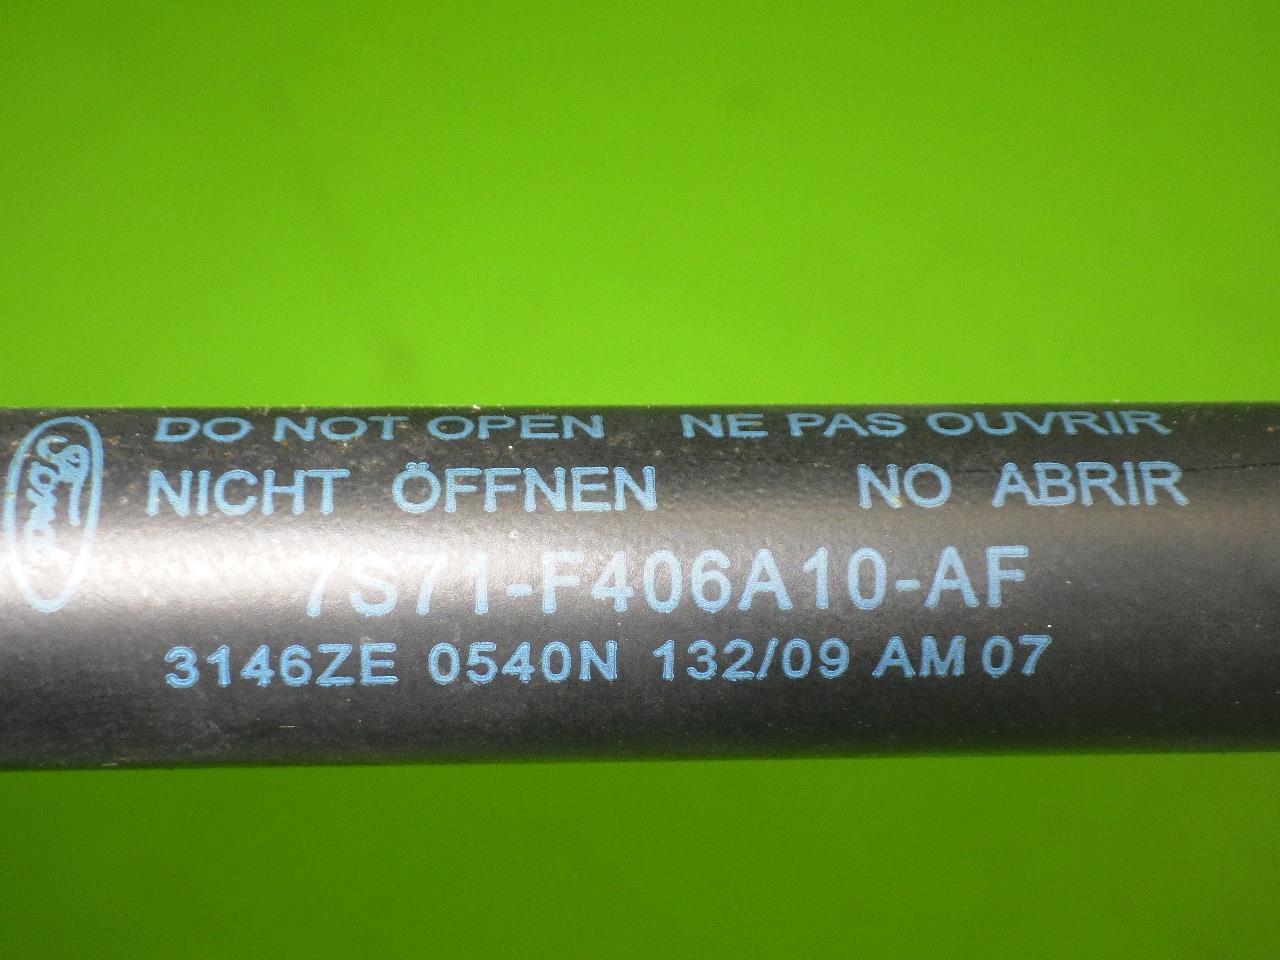 Ford
DO NOT OPEN NE PAS OUVRIR
NICHT ÖFFNEN NO ABRIR
7S71-F406A10-AF
3146ZE 0540N 132/09 AM 07